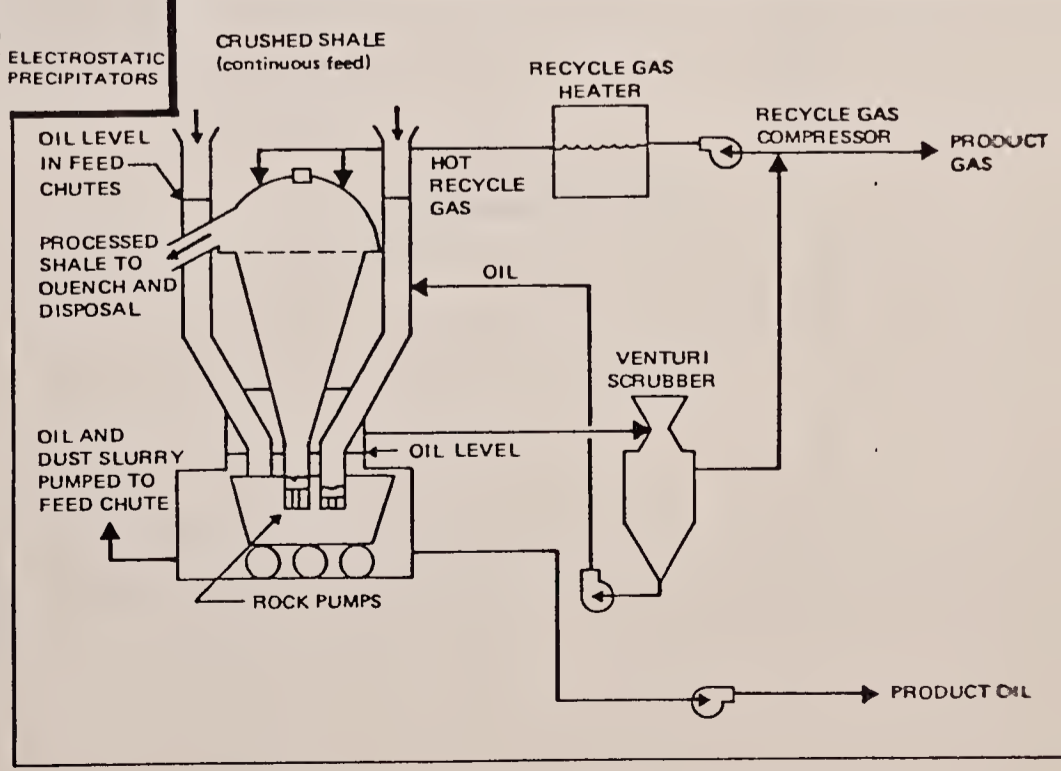 ELECTROSTATIC
PRECIPITATORS
CRUSHED SHALE
(continuous feed)
RECYCLE GAS
HEATER
RECYCLE GAS
COMPRESSOR
PRODUCT
GAS
OIL LEVEL
IN FEED
CHUTES
HOT
RECYCLE
GAS
PROCESSED
SHALE TO
QUENCH AND
DISPOSAL
OIL
VENTURI
SCRUBBER
OIL AND
DUST SLURRY
PUMPED TO
FEED CHUTE
OIL LEVEL
ROCK PUMPS
PRODUCT OIL